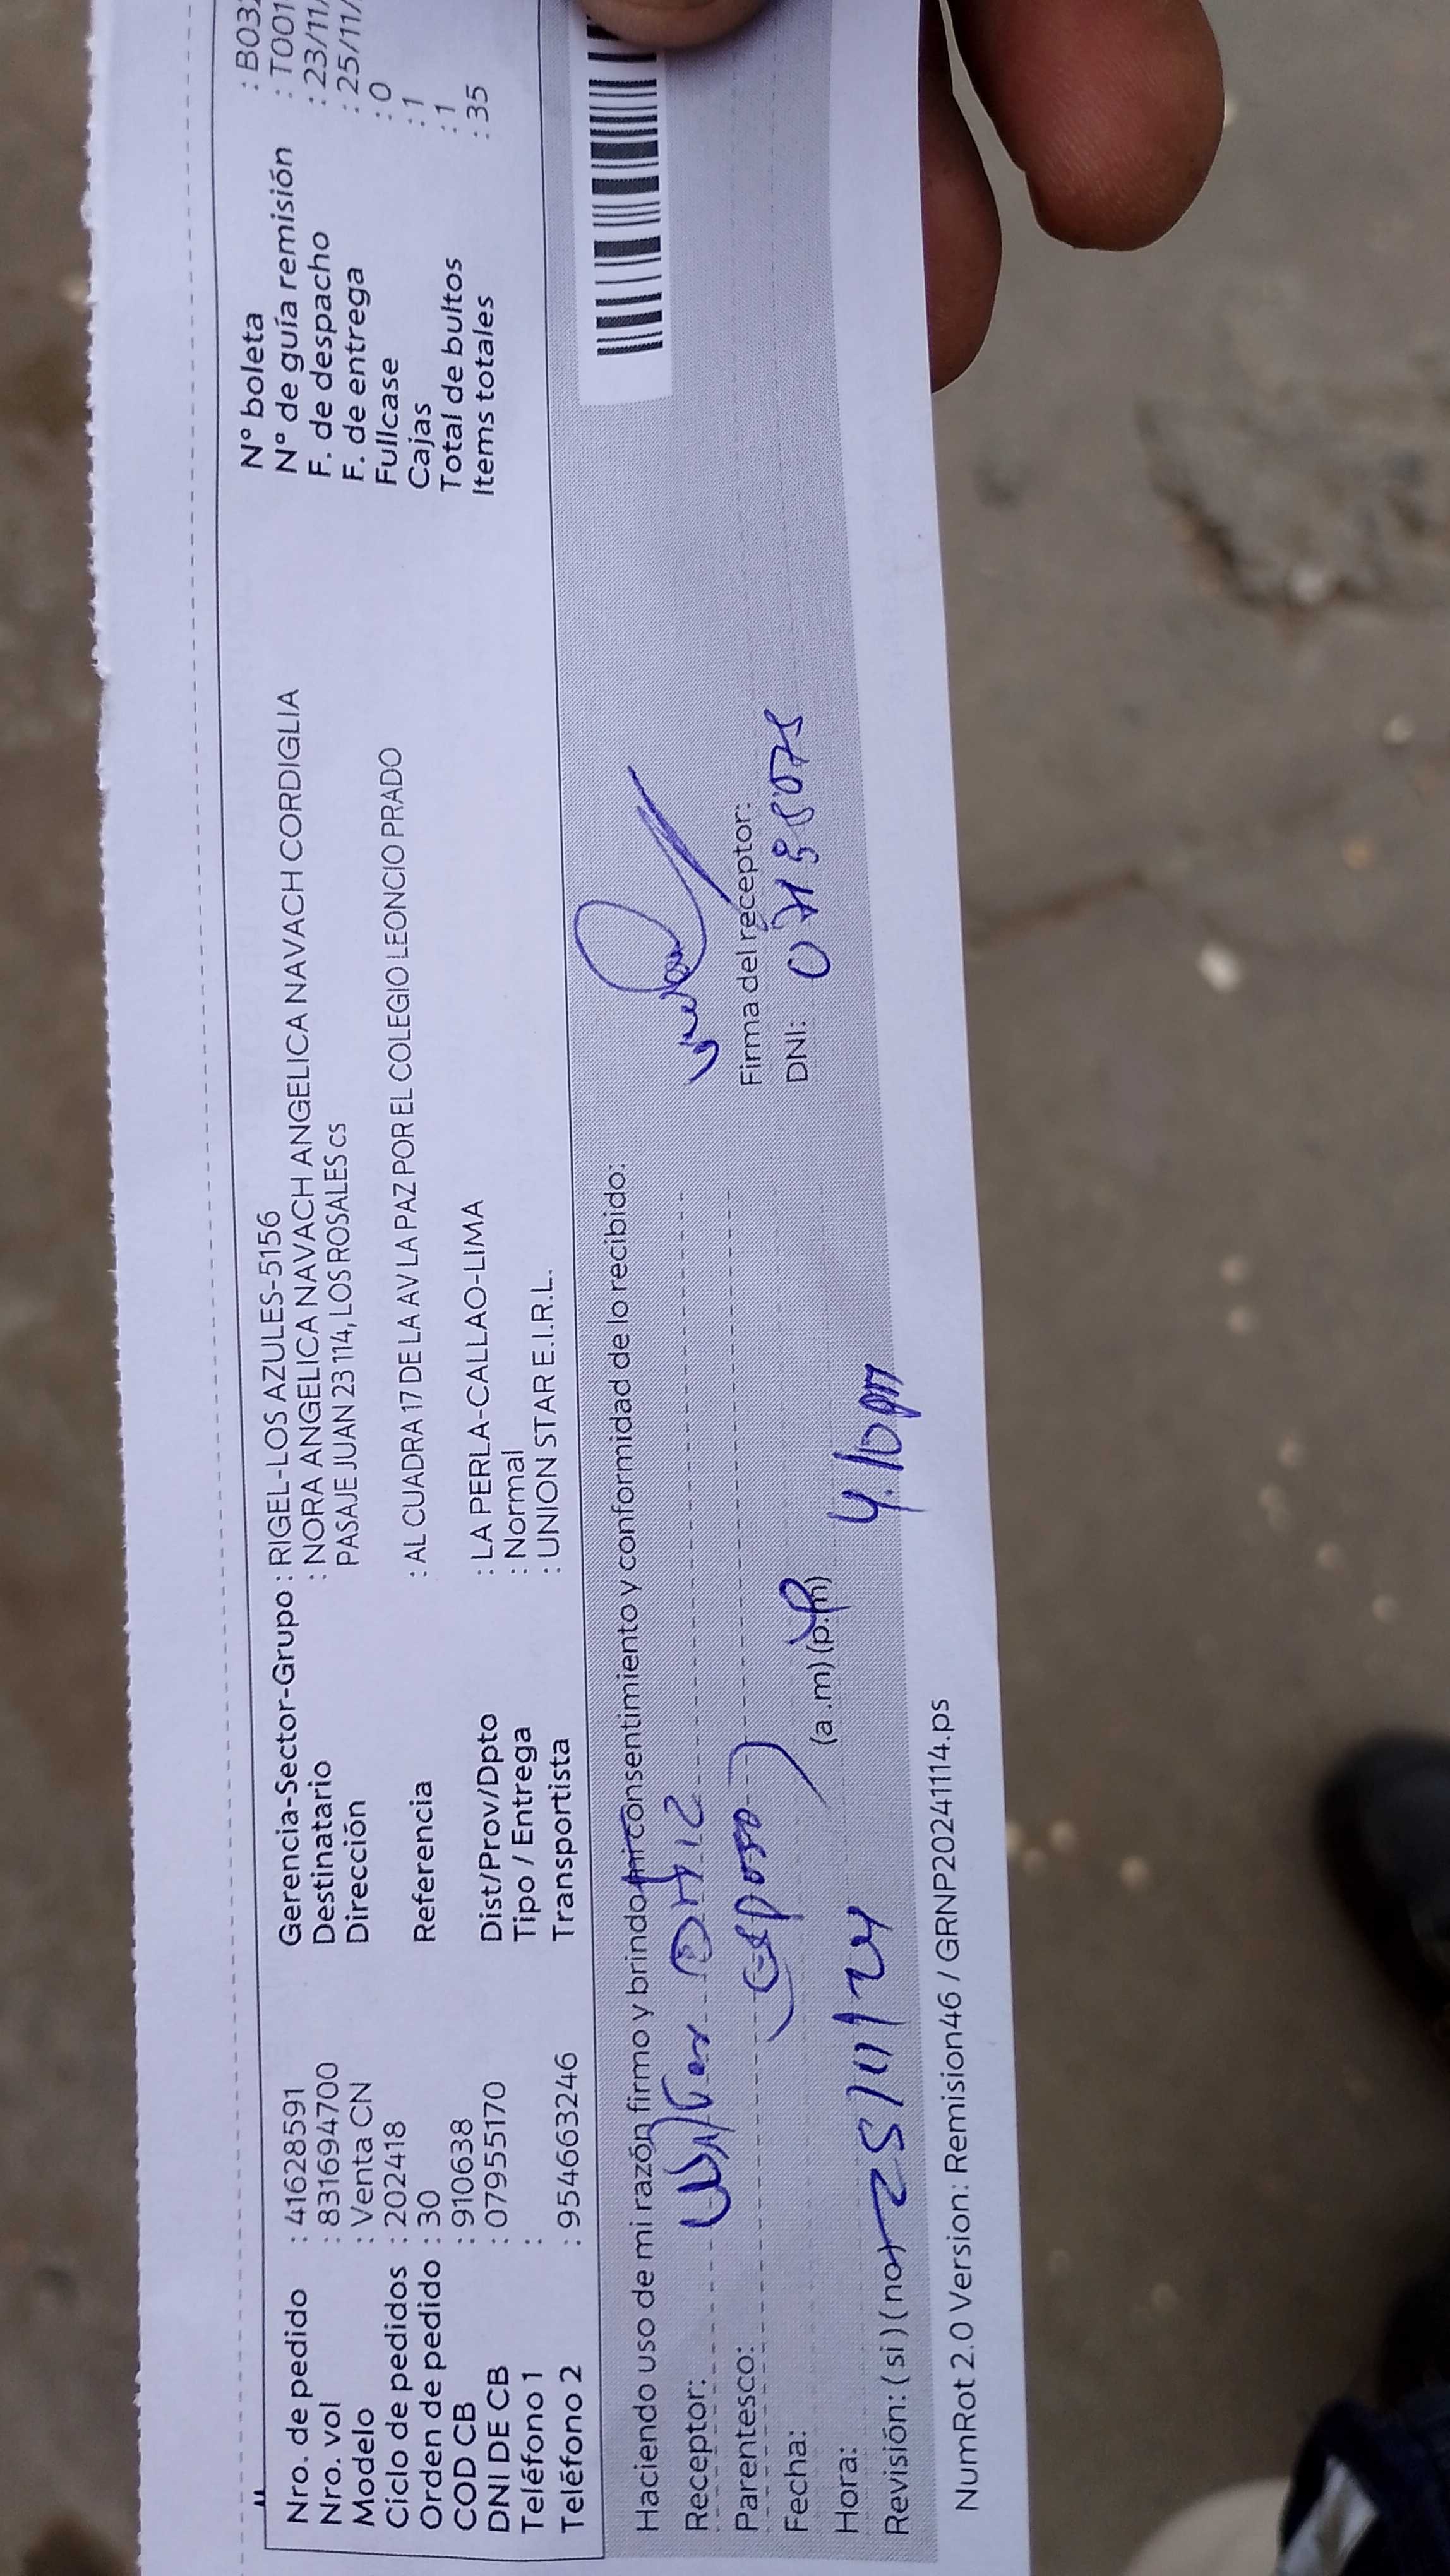 Nro. de pedido : 41628591
Nro. vol : 831694700
Modelo : Venta CN
Ciclo de pedidos : 202418
Orden de pedido : 30
COD CB : 910638
DNI DE CB : 07955170
Teléfono 1 :
Teléfono 2 : 954663246
Gerencia-Sector-Grupo : RIGEL-LOS AZULES-5156
Destinatario : NORA ANGELICA NAVACH ANGELICA NAVACH CORDIGLIA
Dirección PASAJE JUAN 23 114, LOS ROSALES cs
Referencia : AL CUADRA 17 DE LA AV LA PAZ POR EL COLEGIO LEONCIO PRADO
Dist/Prov/Dpto : LA PERLA-CALLAO-LIMA
Tipo / Entrega : Normal
Transportista : UNION STAR E.I.R.L.
N° boleta : B03
N° de guía remisión : T001
F. de despacho : 23/11/
F. de entrega : 25/11/
Fullcase : 0
Cajas : 1
Total de bultos : 1
Items totales : 35
Haciendo uso de mi razón firmo y brindo mi consentimiento y conformidad de lo recibido:
Receptor: Walter Ortiz
Parentesco: (esposo)
Fecha:
Hora: (a .m) (p.m)
Revisión: ( si ) ( no 25/11/24 4.10pm
Firma del receptor:
DNI:
NumRot 2.0 Version: Remision46 / GRNP20241114.ps